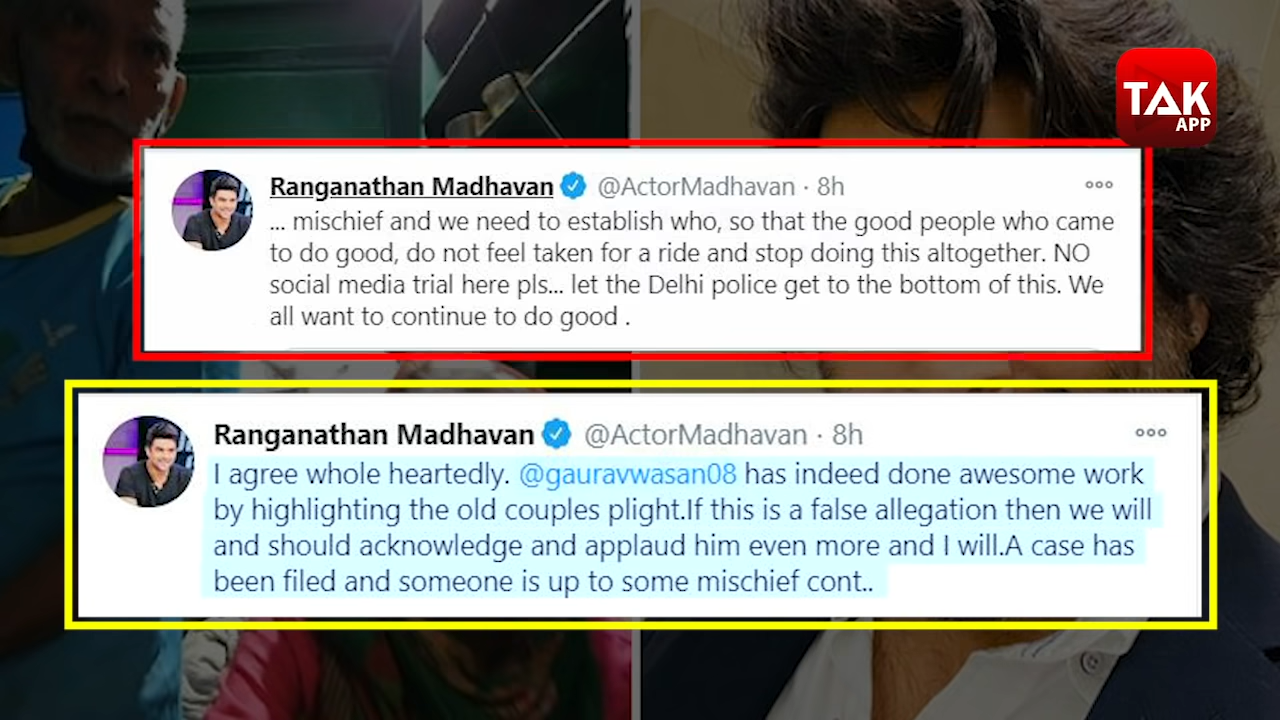 TAK
APP
Ranganathan Madhavan @ActorMadhavan · 8h
... mischief and we need to establish who, so that the good people who came
to do good, do not feel taken for a ride and stop doing this altogether. NO
social media trial here pls... let the Delhi police get to the bottom of this. We
all want to continue to do good .
Ranganathan Madhavan @ActorMadhavan · 8h
I agree whole heartedly. @gauravwasan08 has indeed done awesome work
by highlighting the old couples plight.If this is a false allegation then we will
and should acknowledge and applaud him even more and I will.A case has
been filed and someone is up to some mischief cont..